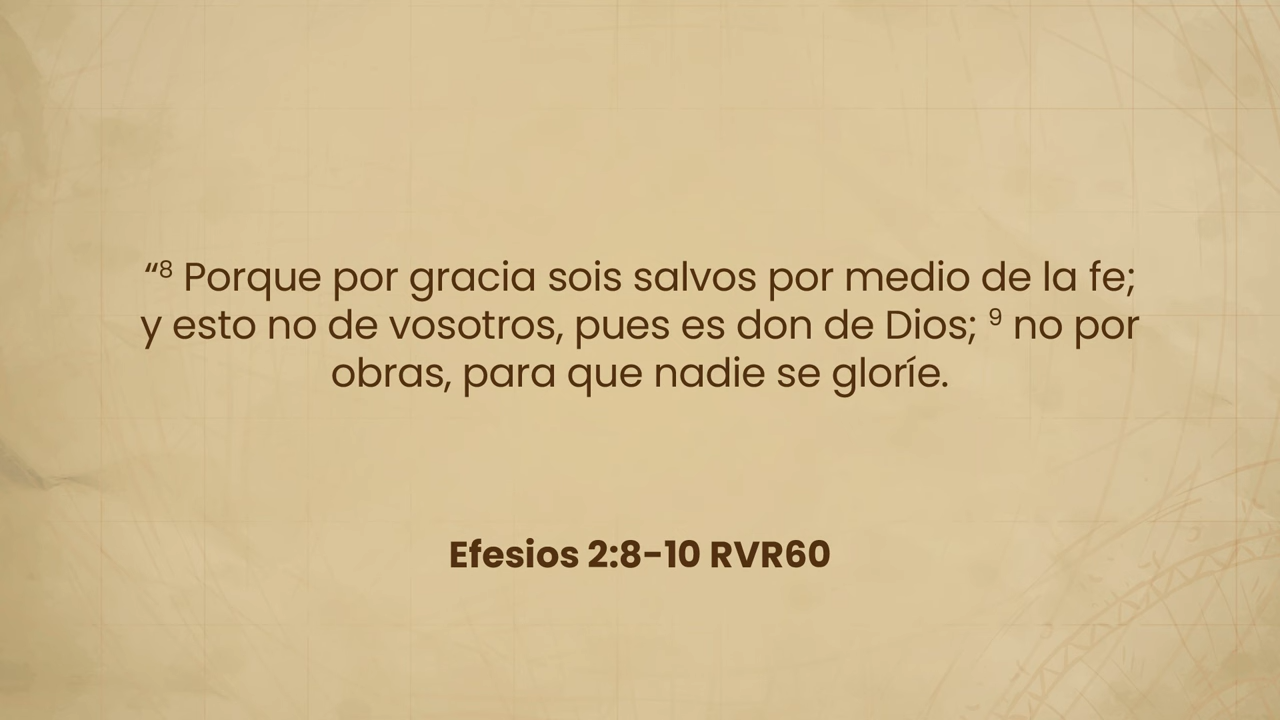 “⁸ Porque por gracia sois salvos por medio de la fe;
y esto no de vosotros, pues es don de Dios; ⁹ no por
obras, para que nadie se gloríe.
Efesios 2:8-10 RVR60